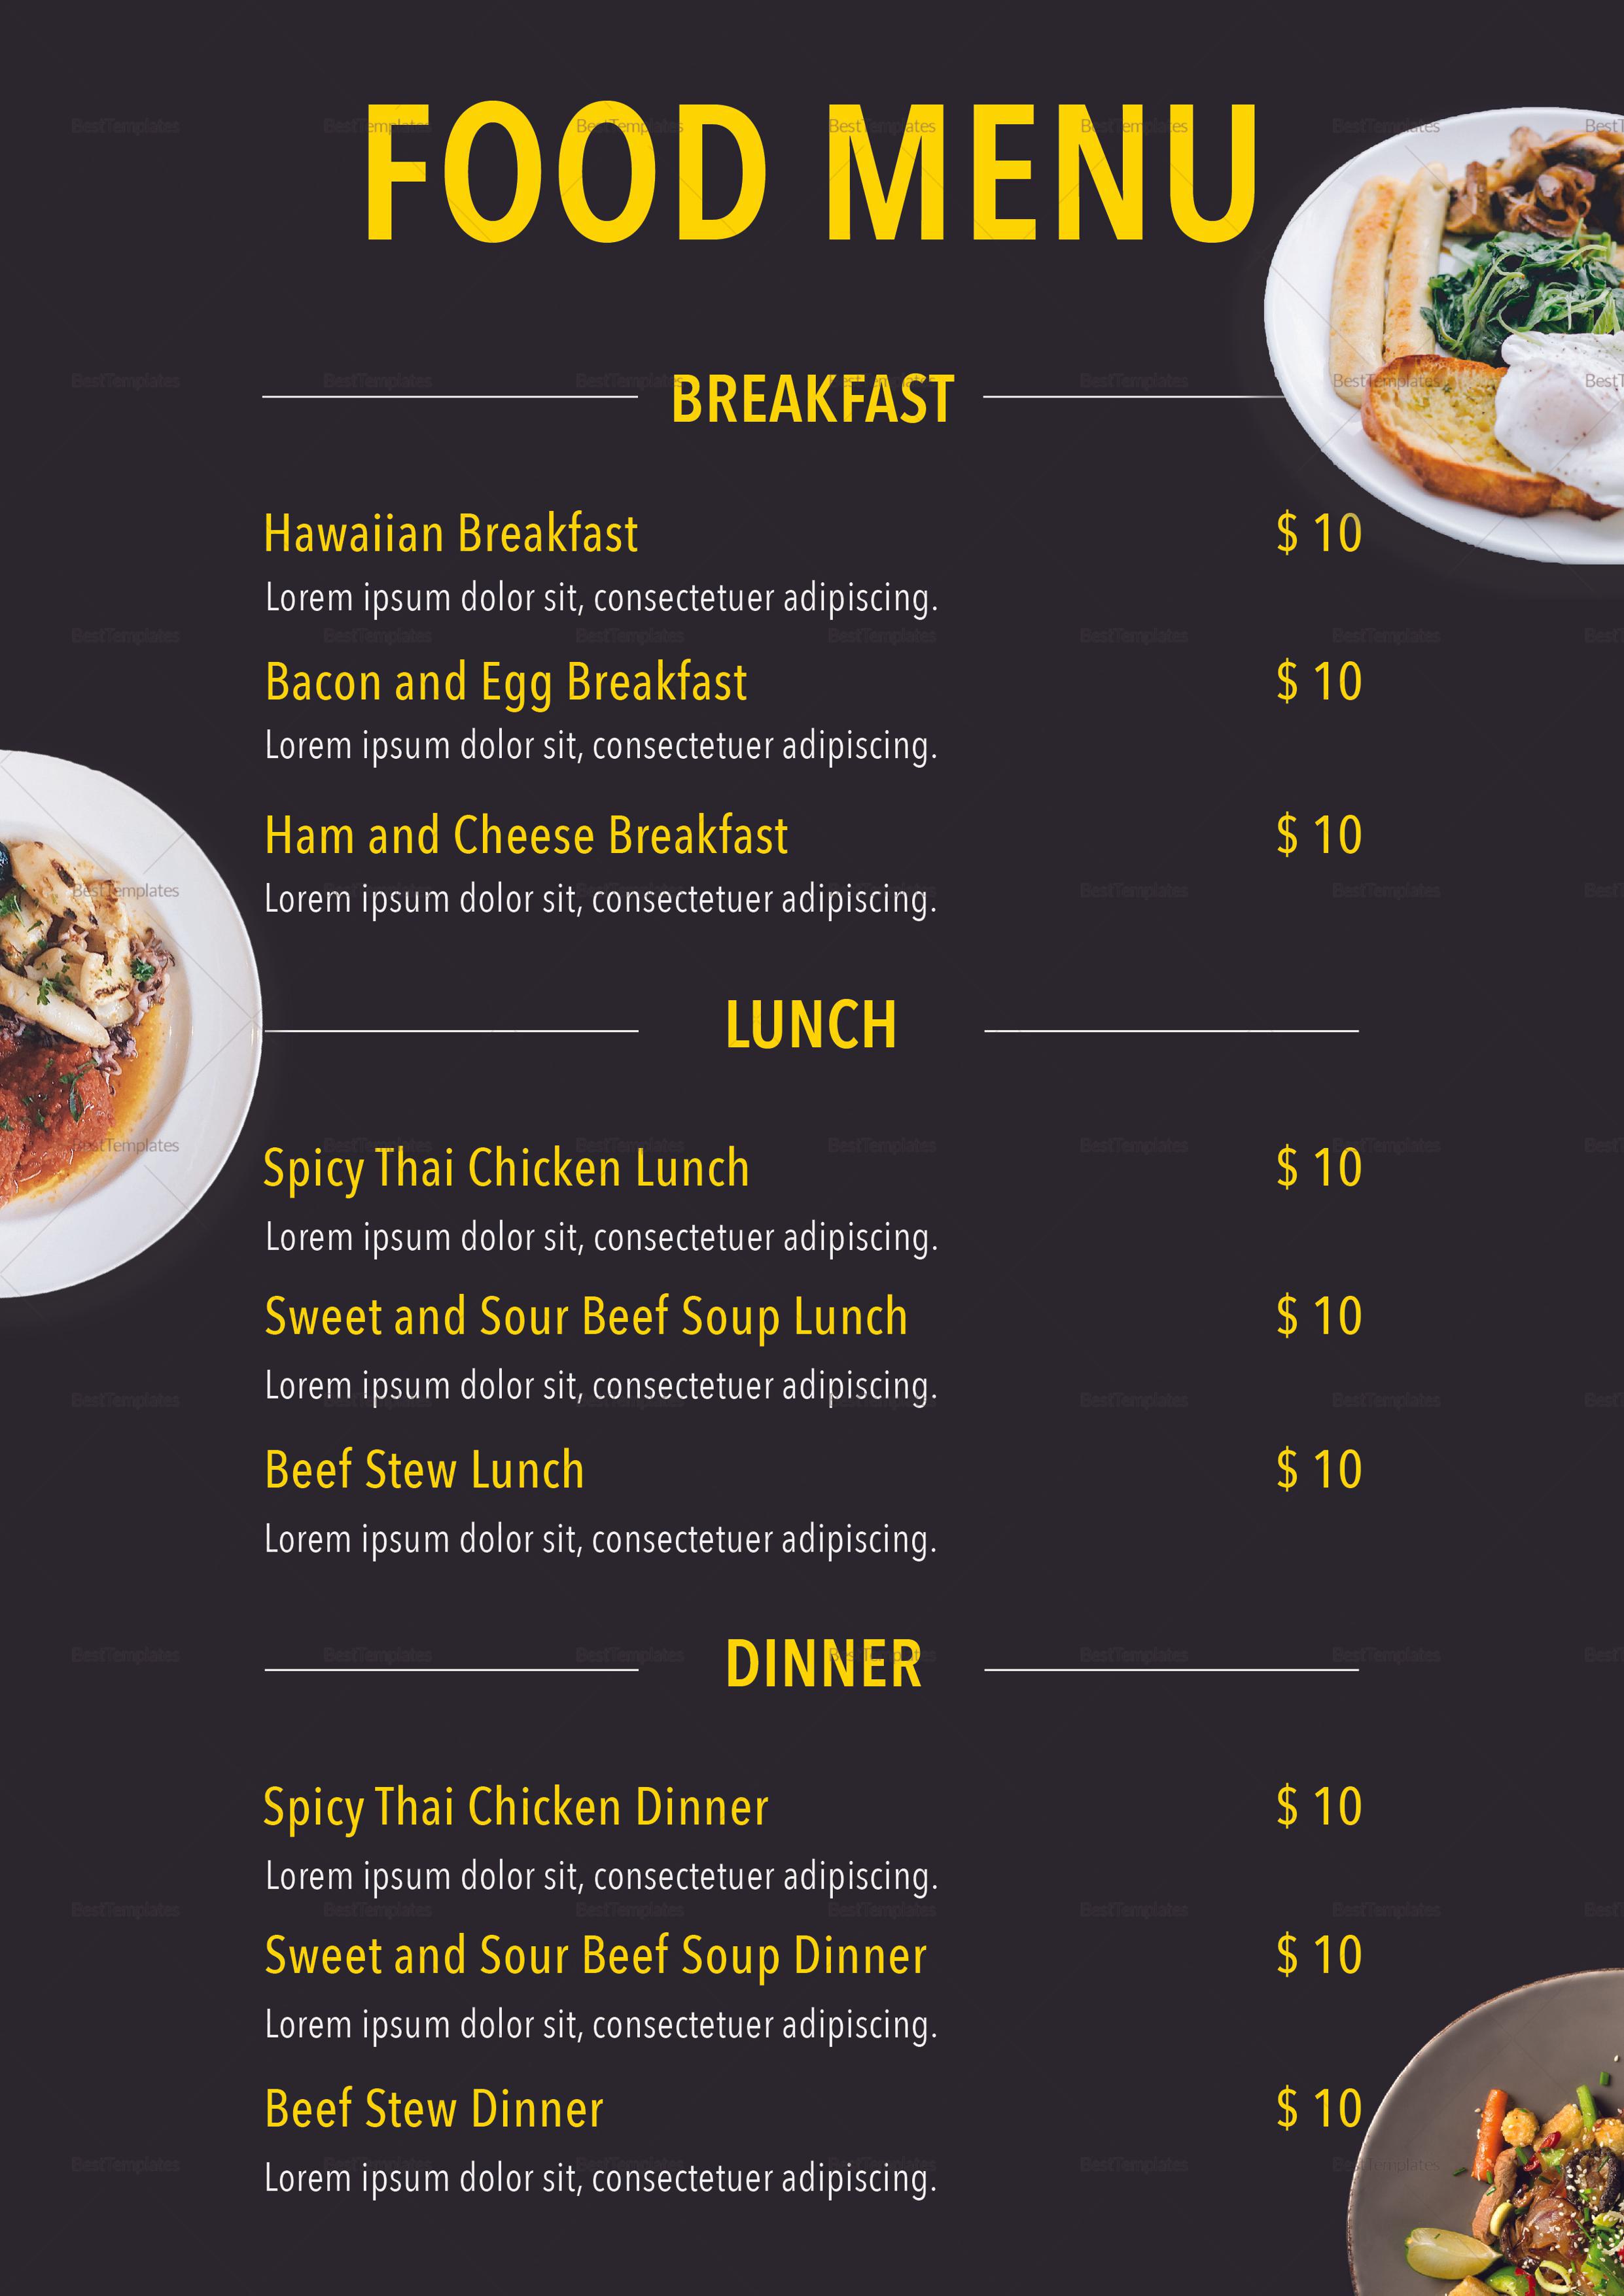 FOOD MENU
BREAKFAST
Hawaiian Breakfast $ 10
Lorem ipsum dolor sit, consectetuer adipiscing.
Bacon and Egg Breakfast $ 10
Lorem ipsum dolor sit, consectetuer adipiscing.
Ham and Cheese Breakfast $ 10
Lorem ipsum dolor sit, consectetuer adipiscing.
LUNCH
Spicy Thai Chicken Lunch $ 10
Lorem ipsum dolor sit, consectetuer adipiscing.
Sweet and Sour Beef Soup Lunch $ 10
Lorem ipsum dolor sit, consectetuer adipiscing.
Beef Stew Lunch $ 10
Lorem ipsum dolor sit, consectetuer adipiscing.
DINNER
Spicy Thai Chicken Dinner $ 10
Lorem ipsum dolor sit, consectetuer adipiscing.
Sweet and Sour Beef Soup Dinner $ 10
Lorem ipsum dolor sit, consectetuer adipiscing.
Beef Stew Dinner $ 10
Lorem ipsum dolor sit, consectetuer adipiscing.
BestTemplates